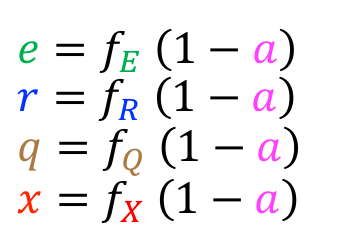 e = f_E (1 − a)
r = f_R (1 − a)
q = f_Q (1 − a)
x = f_X (1 − a)